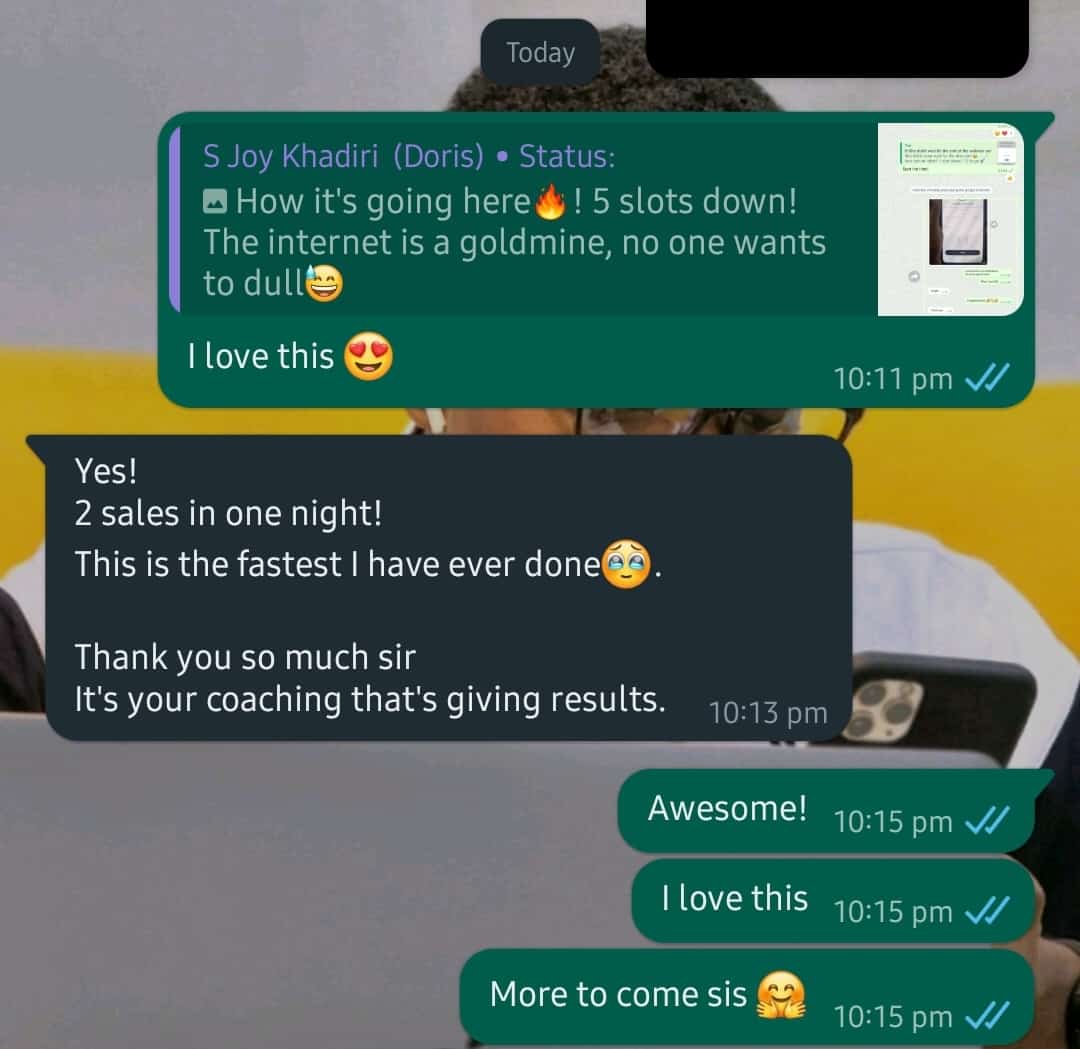 Today
S Joy Khadiri (Doris) • Status:
How it's going here🔥! 5 slots down!
The internet is a goldmine, no one wants
to dull😅
I love this 😍
10:11 pm
Yes!
2 sales in one night!
This is the fastest I have ever done🥹.
Thank you so much sir
It's your coaching that's giving results.
10:13 pm
Awesome! 10:15 pm
I love this 10:15 pm
More to come sis 🤗 10:15 pm